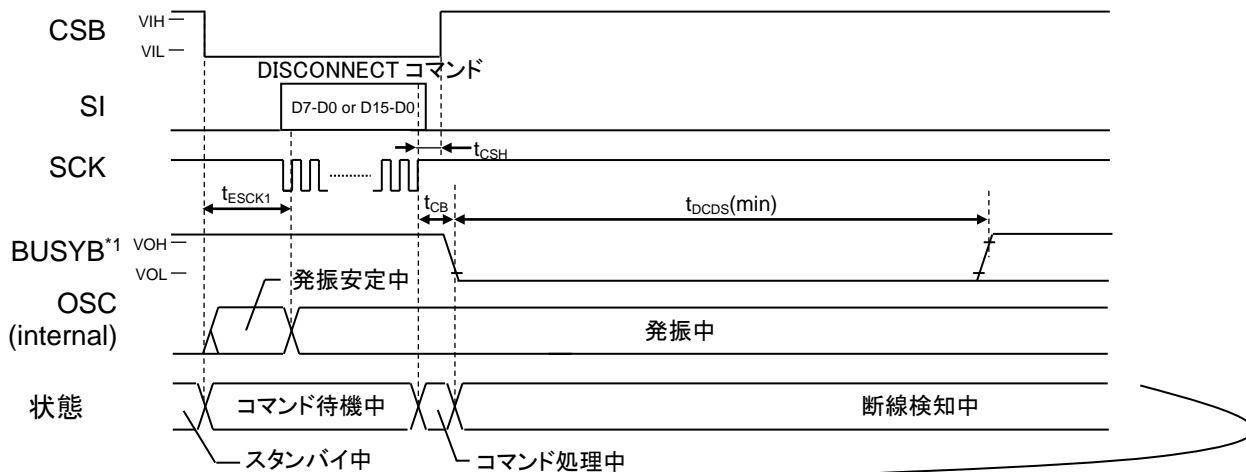 CSB
VIH
VIL
DISCONNECT コマンド
SI
D7-D0 or D15-D0
SCK
tCSH
tESCK1
tCB
tDCDS(min)
BUSYB*1
VOH
VOL
発振安定中
OSC
(internal)
発振中
状態
コマンド待機中
断線検知中
スタンバイ中
コマンド処理中